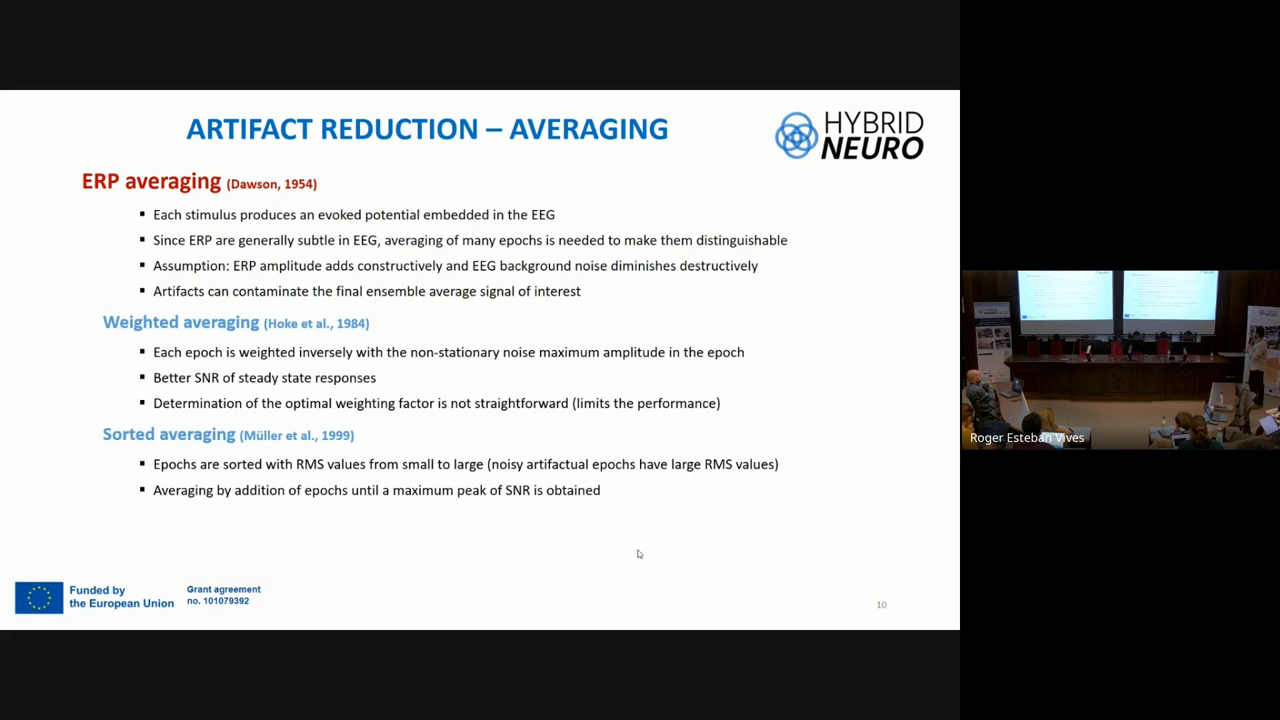 ARTIFACT REDUCTION – AVERAGING
HYBRID
NEURO
ERP averaging (Dawson, 1954)
▪ Each stimulus produces an evoked potential embedded in the EEG
▪ Since ERP are generally subtle in EEG, averaging of many epochs is needed to make them distinguishable
▪ Assumption: ERP amplitude adds constructively and EEG background noise diminishes destructively
▪ Artifacts can contaminate the final ensemble average signal of interest
Weighted averaging (Hoke et al., 1984)
▪ Each epoch is weighted inversely with the non-stationary noise maximum amplitude in the epoch
▪ Better SNR of steady state responses
▪ Determination of the optimal weighting factor is not straightforward (limits the performance)
Sorted averaging (Müller et al., 1999)
▪ Epochs are sorted with RMS values from small to large (noisy artifactual epochs have large RMS values)
▪ Averaging by addition of epochs until a maximum peak of SNR is obtained
Funded by
the European Union
Grant agreement
no. 101079392
10
Roger Esteban Vives